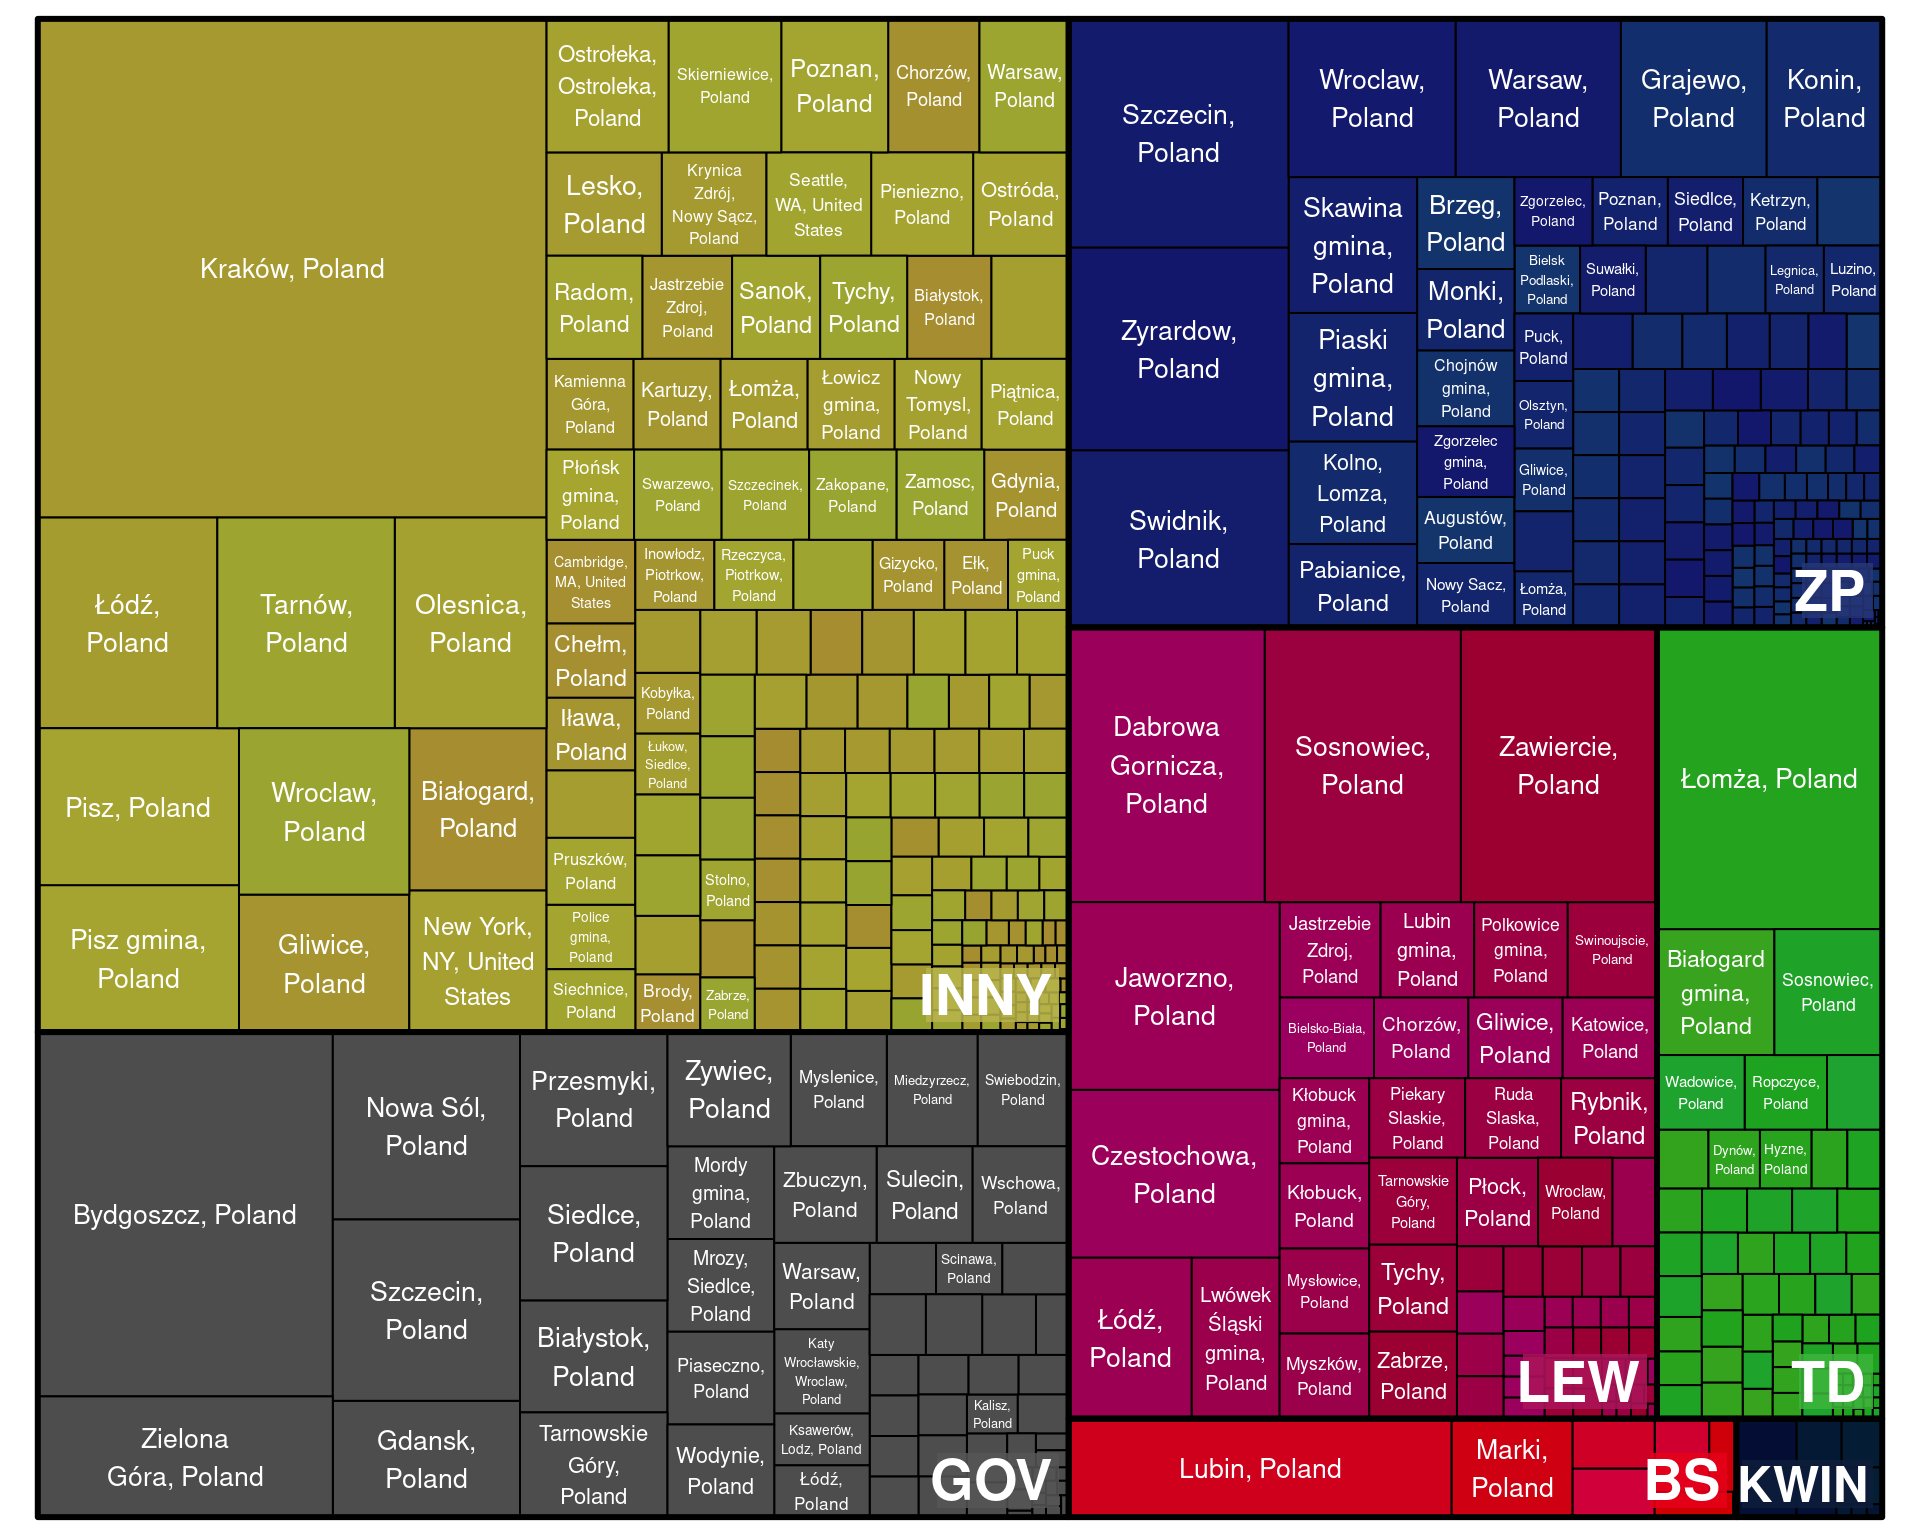 Kraków, Poland
Ostrołeka,
Ostroleka,
Poland
Skierniewice,
Poland
Poznan,
Poland
Chorzów,
Poland
Warsaw,
Poland
Lesko,
Poland
Krynica
Zdrój,
Nowy Sącz,
Poland
Seattle,
WA, United
States
Pieniezno,
Poland
Ostróda,
Poland
Radom,
Poland
Jastrzebie
Zdroj,
Poland
Sanok,
Poland
Tychy,
Poland
Białystok,
Poland
Kamienna
Góra,
Poland
Kartuzy,
Poland
Łomża,
Poland
Łowicz
gmina,
Poland
Nowy
Tomysl,
Poland
Piątnica,
Poland
Płońsk
gmina,
Poland
Swarzewo,
Poland
Szczecinek,
Poland
Zakopane,
Poland
Zamosc,
Poland
Gdynia,
Poland
Łódź,
Poland
Tarnów,
Poland
Olesnica,
Poland
Cambridge,
MA, United
States
Inowłodz,
Piotrkow,
Poland
Rzeczyca,
Piotrkow,
Poland
Gizycko,
Poland
Ełk,
Poland
Puck
gmina,
Poland
Chełm,
Poland
Iława,
Poland
Kobyłka,
Poland
Łukow,
Siedlce,
Poland
Pisz, Poland
Wroclaw,
Poland
Białogard,
Poland
Pruszków,
Poland
Stolno,
Poland
Pisz gmina,
Poland
Gliwice,
Poland
New York,
NY, United
States
Police
gmina,
Poland
Siechnice,
Poland
Brody,
Poland
Zabrze,
Poland
INNY
Szczecin,
Poland
Wroclaw,
Poland
Warsaw,
Poland
Grajewo,
Poland
Konin,
Poland
Zyrardow,
Poland
Swidnik,
Poland
Skawina
gmina,
Poland
Brzeg,
Poland
Zgorzelec,
Poland
Poznan,
Poland
Siedlce,
Poland
Ketrzyn,
Poland
Bielsk
Podlaski,
Poland
Suwałki,
Poland
Legnica,
Poland
Luzino,
Poland
Piaski
gmina,
Poland
Monki,
Poland
Puck,
Poland
Chojnów
gmina,
Poland
Olsztyn,
Poland
Kolno,
Lomza,
Poland
Zgorzelec
gmina,
Poland
Gliwice,
Poland
Augustów,
Poland
Pabianice,
Poland
Nowy Sacz,
Poland
Łomża,
Poland
ZP
Bydgoszcz, Poland
Nowa Sól,
Poland
Przesmyki,
Poland
Zywiec,
Poland
Myslenice,
Poland
Miedzyrzecz,
Poland
Swiebodzin,
Poland
Mordy
gmina,
Poland
Zbuczyn,
Poland
Sulecin,
Poland
Wschowa,
Poland
Siedlce,
Poland
Mrozy,
Siedlce,
Poland
Warsaw,
Poland
Scinawa,
Poland
Szczecin,
Poland
Białystok,
Poland
Piaseczno,
Poland
Katy
Wrocławskie,
Wroclaw,
Poland
Kalisz,
Poland
Zielona
Góra, Poland
Gdansk,
Poland
Tarnowskie
Góry,
Poland
Wodynie,
Poland
Ksawerów,
Lodz, Poland
Łódź,
Poland
GOV
Dabrowa
Gornicza,
Poland
Sosnowiec,
Poland
Zawiercie,
Poland
Jaworzno,
Poland
Jastrzebie
Zdroj,
Poland
Lubin
gmina,
Poland
Polkowice
gmina,
Poland
Swinoujscie,
Poland
Bielsko-Biała,
Poland
Chorzów,
Poland
Gliwice,
Poland
Katowice,
Poland
Czestochowa,
Poland
Kłobuck
gmina,
Poland
Piekary
Slaskie,
Poland
Ruda
Slaska,
Poland
Rybnik,
Poland
Kłobuck,
Poland
Tarnowskie
Góry,
Poland
Płock,
Poland
Wroclaw,
Poland
Łódź,
Poland
Lwówek
Śląski
gmina,
Poland
Mysłowice,
Poland
Tychy,
Poland
Myszków,
Poland
Zabrze,
Poland
LEW
Łomża, Poland
Białogard
gmina,
Poland
Sosnowiec,
Poland
Wadowice,
Poland
Ropczyce,
Poland
Dynów,
Poland
Hyzne,
Poland
TD
Lubin, Poland
Marki,
Poland
BS
KWIN